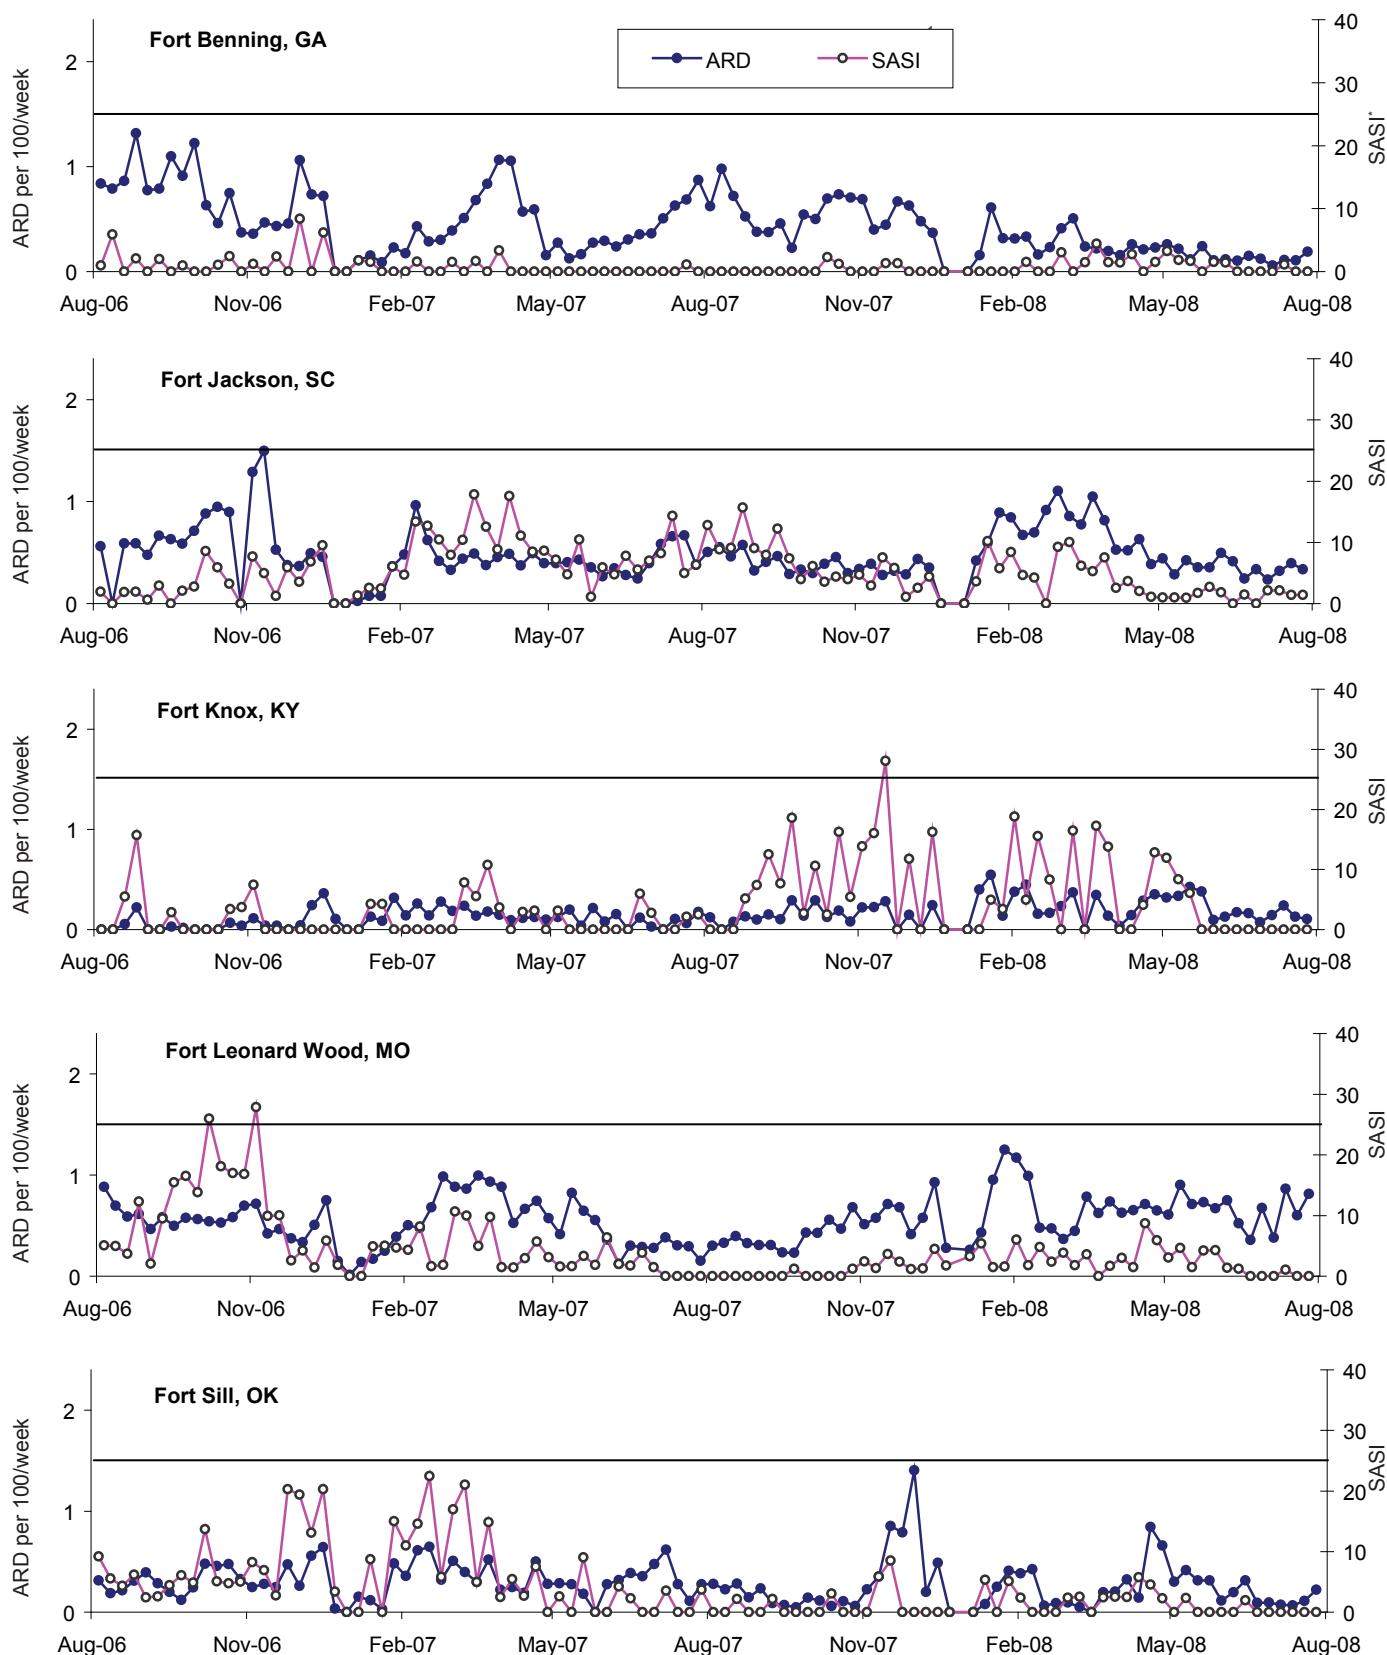 Fort Benning, GA
ARD SASI
ARD per 100/week
2
1
0
40
30
20
10
0
SASI*
Aug-06 Nov-06 Feb-07 May-07 Aug-07 Nov-07 Feb-08 May-08 Aug-08
Fort Jackson, SC
ARD per 100/week
2
1
0
40
30
20
10
0
SASI
Aug-06 Nov-06 Feb-07 May-07 Aug-07 Nov-07 Feb-08 May-08 Aug-08
Fort Knox, KY
ARD per 100/week
2
1
0
40
30
20
10
0
SASI
Aug-06 Nov-06 Feb-07 May-07 Aug-07 Nov-07 Feb-08 May-08 Aug-08
Fort Leonard Wood, MO
ARD per 100/week
2
1
0
40
30
20
10
0
SASI
Aug-06 Nov-06 Feb-07 May-07 Aug-07 Nov-07 Feb-08 May-08 Aug-08
Fort Sill, OK
ARD per 100/week
2
1
0
40
30
20
10
0
SASI
Aug-06 Nov-06 Feb-07 May-07 Aug-07 Nov-07 Feb-08 May-08 Aug-08